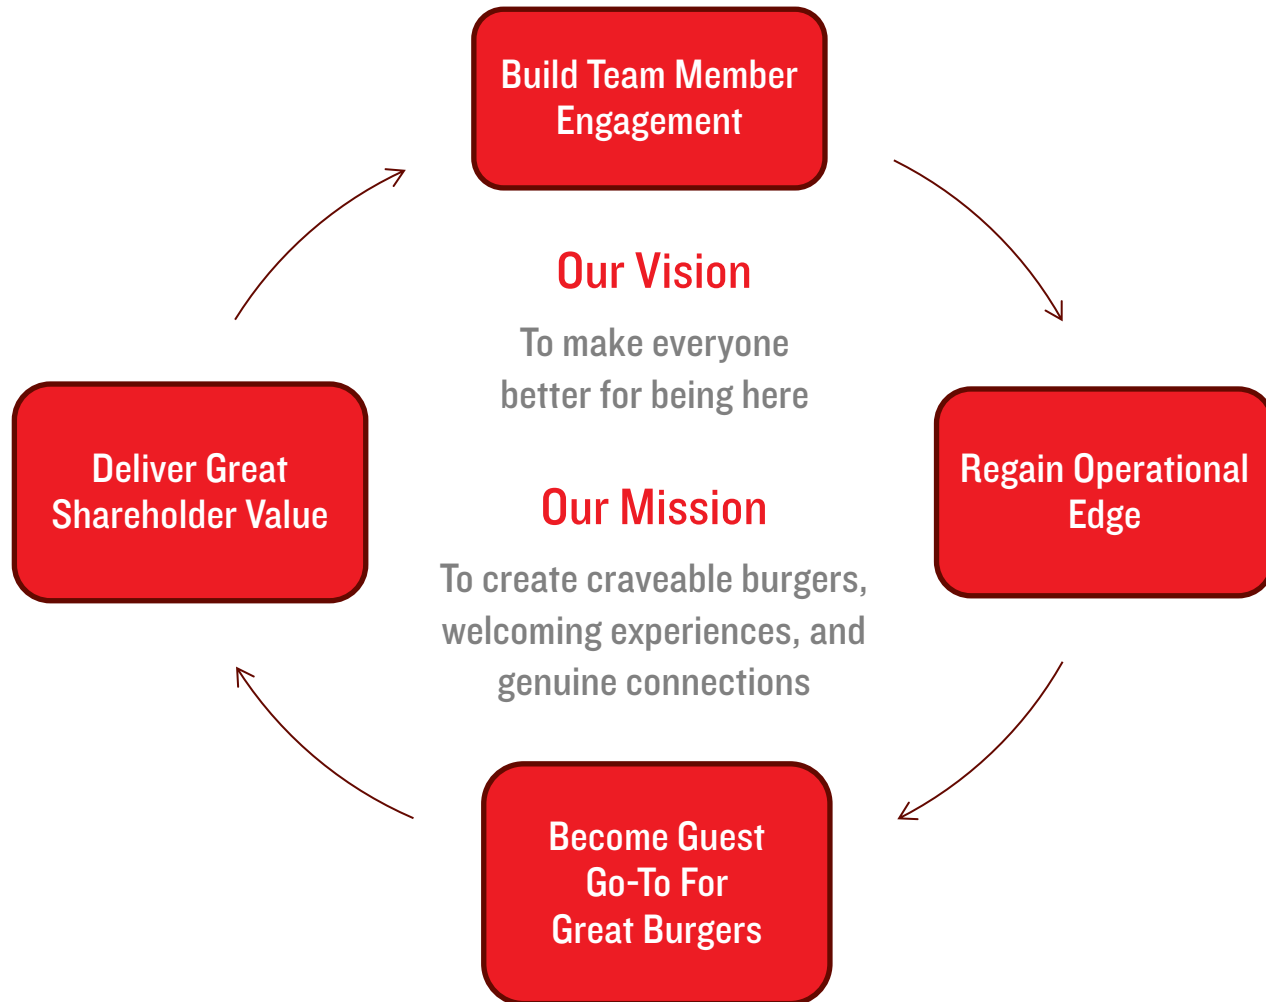 Build Team Member
Engagement
Our Vision
To make everyone
better for being here
Deliver Great
Shareholder Value
Regain Operational
Edge
Our Mission
To create craveable burgers,
welcoming experiences, and
genuine connections
Become Guest
Go-To For
Great Burgers